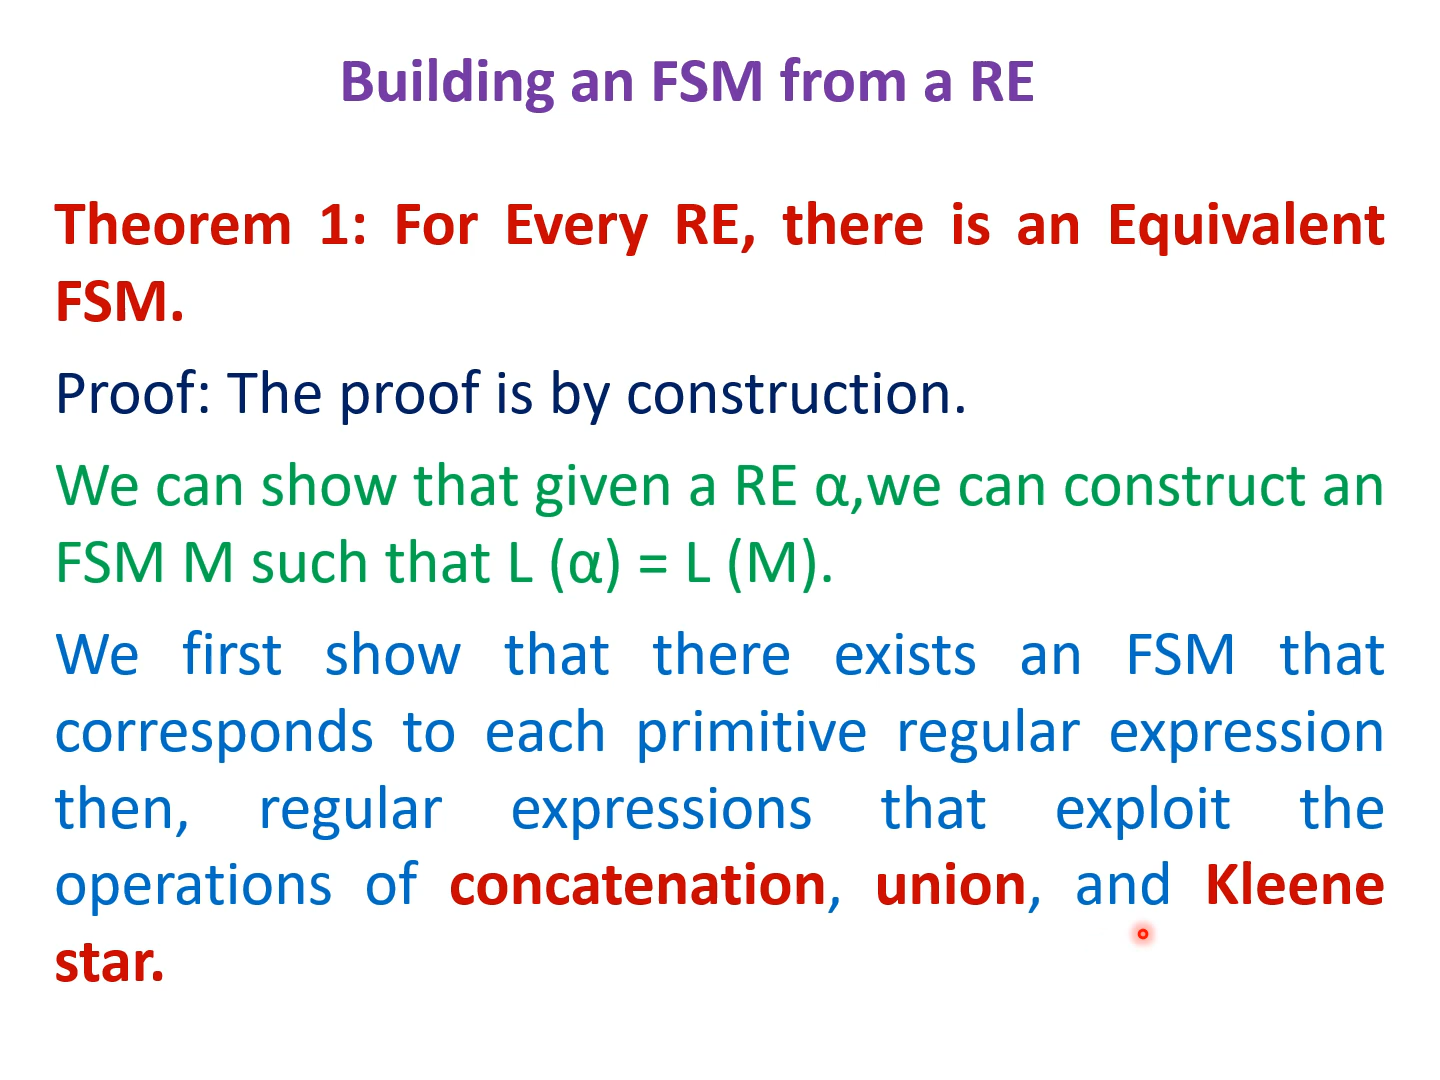 Building an FSM from a RE
Theorem 1: For Every RE, there is an Equivalent
FSM.
Proof: The proof is by construction.
We can show that given a RE α,we can construct an
FSM M such that L (α) = L (M).
We first show that there exists an FSM that
corresponds to each primitive regular expression
then, regular expressions that exploit the
operations of concatenation, union, and Kleene
star.